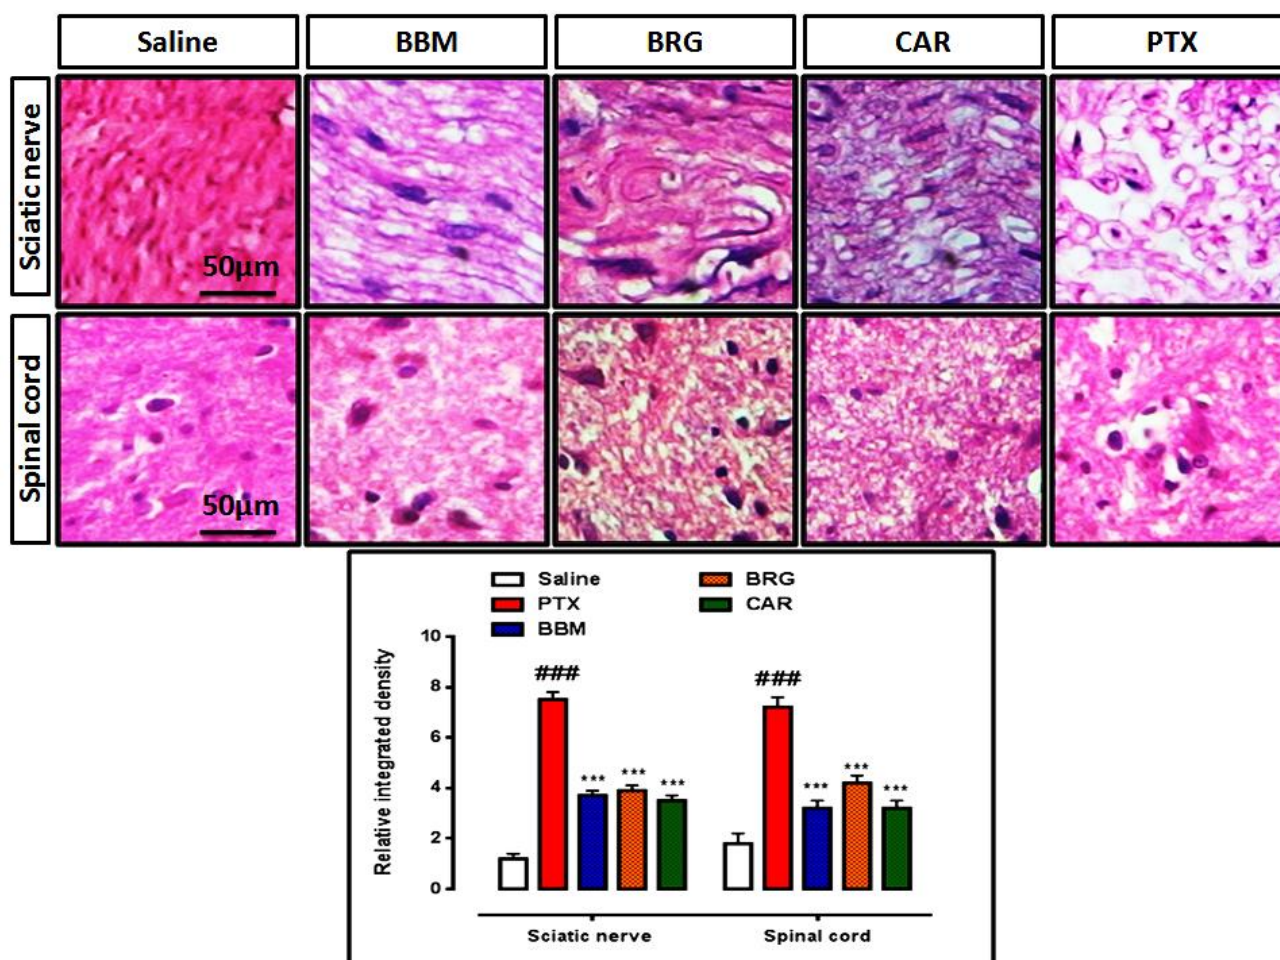 Saline BBM BRG CAR PTX
Sciatic nerve
50µm
Spinal cord
50µm
Saline BRG
PTX CAR
BBM
Relative integrated density
10
8
6
4
2
0
### ###
*** *** *** *** *** ***
Sciatic nerve Spinal cord